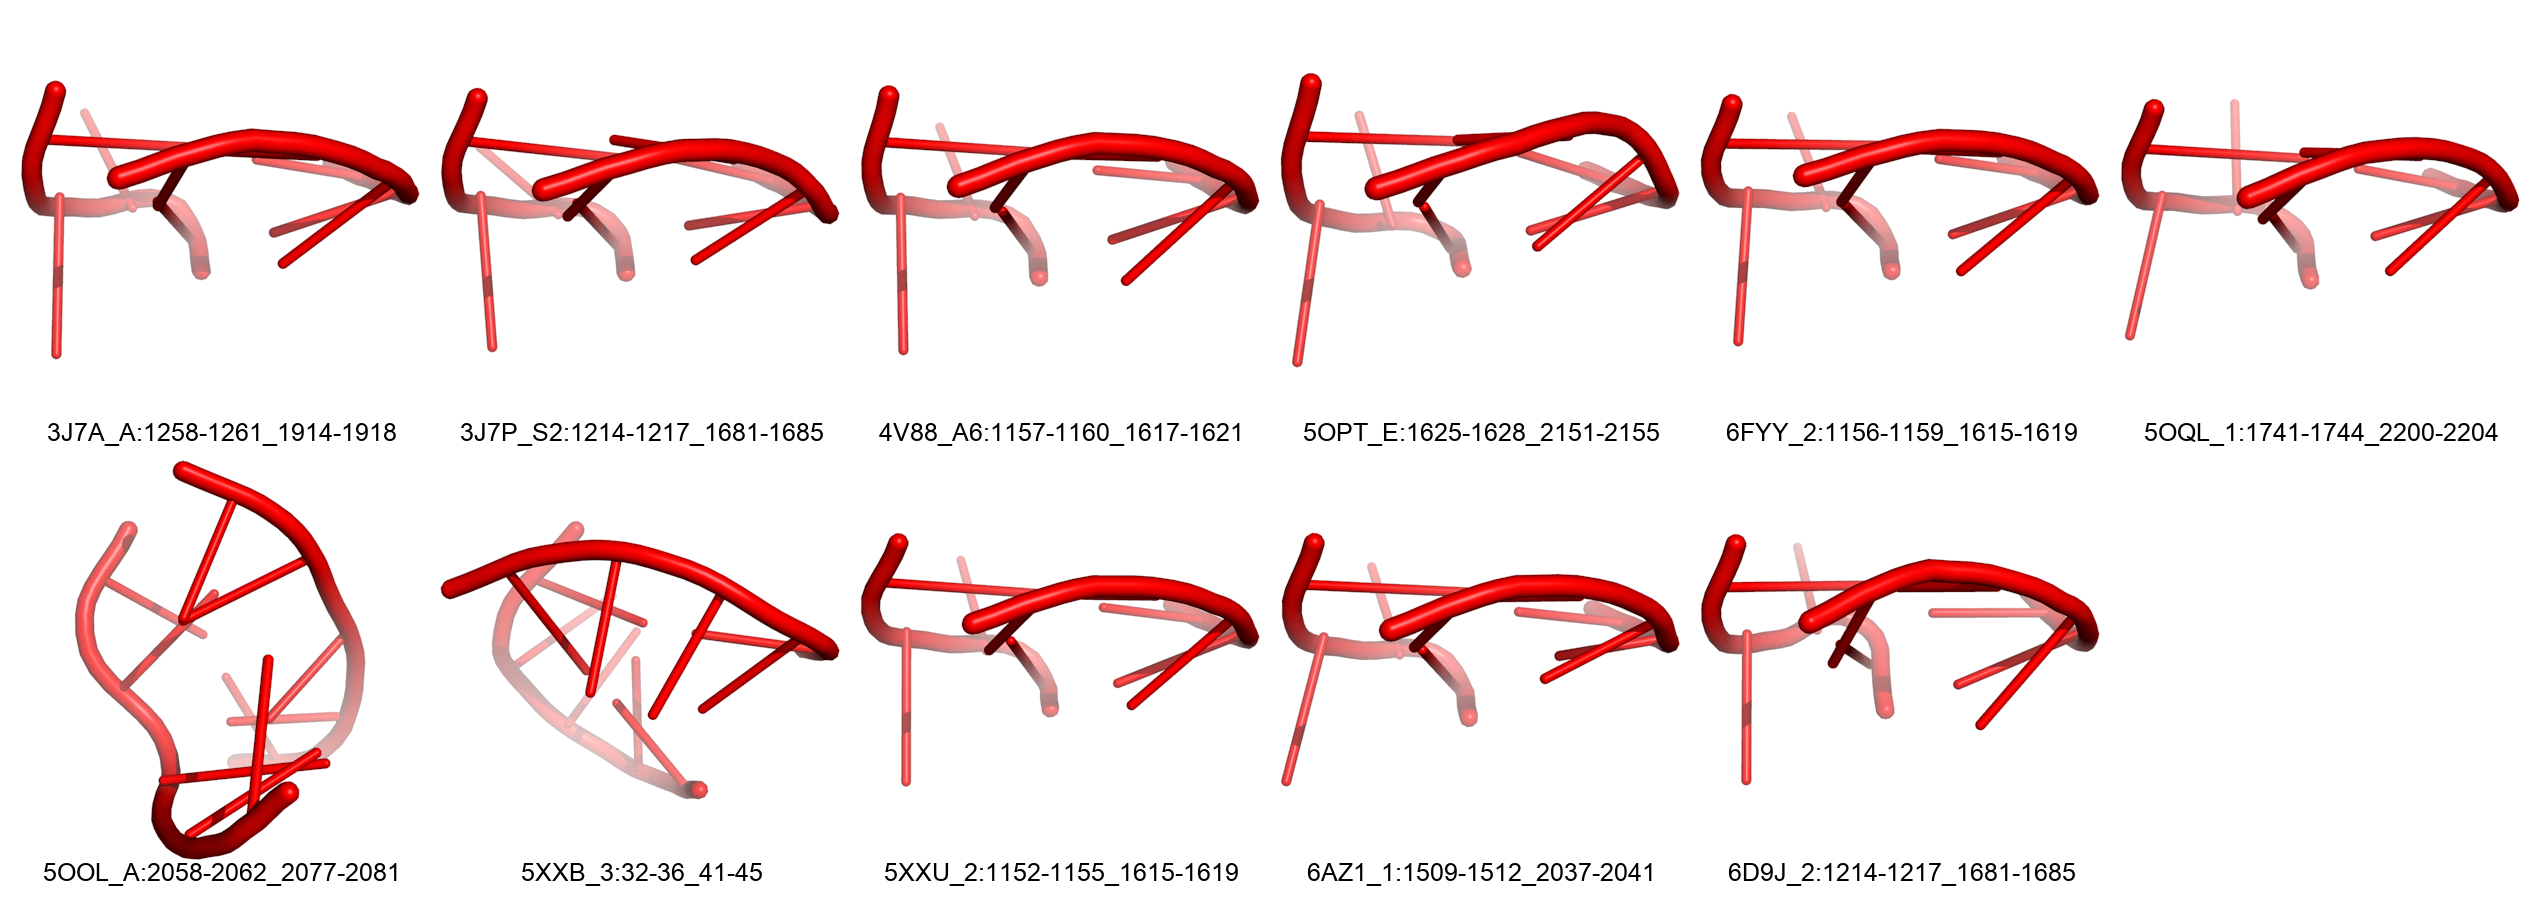 3J7A_A:1258-1261_1914-1918
3J7P_S2:1214-1217_1681-1685
4V88_A6:1157-1160_1617-1621
5OPT_E:1625-1628_2151-2155
6FYY_2:1156-1159_1615-1619
5OQL_1:1741-1744_2200-2204
5OOL_A:2058-2062_2077-2081
5XXB_3:32-36_41-45
5XXU_2:1152-1155_1615-1619
6AZ1_1:1509-1512_2037-2041
6D9J_2:1214-1217_1681-1685